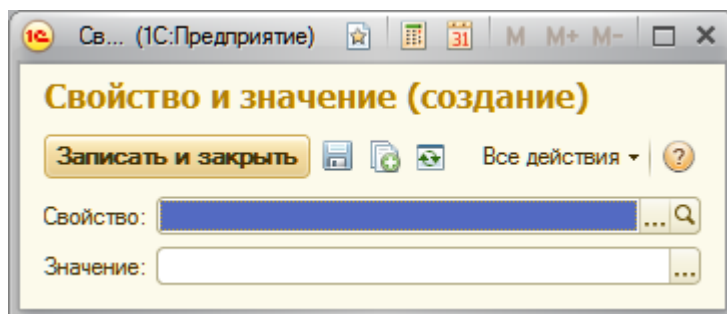 1С Св... (1С:Предприятие) 31 M M+ M-
Свойство и значение (создание)
Записать и закрыть Все действия ?
Свойство: ...
Значение: ...